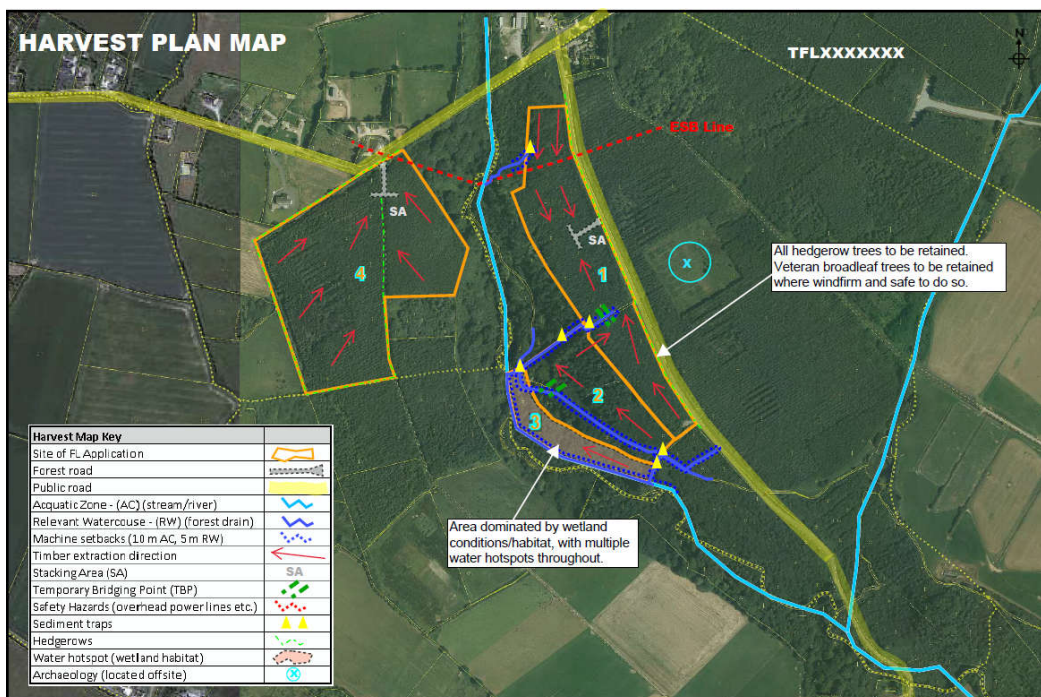 HARVEST PLAN MAP
TFLXXXXXXX
N
ESB Line
SA
SA
1
X
All hedgerow trees to be retained.
Veteran broadleaf trees to be retained
where windfirm and safe to do so.
4
2
3
Area dominated by wetland
conditions/habitat, with multiple
water hotspots throughout.
Harvest Map Key
Site of FL Application
Forest road
Public road
Acquatic Zone - (AC) (stream/river)
Relevant Watercouse - (RW) (forest drain)
Machine setbacks (10 m AC, 5m RW)
Timber extraction direction
Stacking Area (SA) SA
Temporary Bridging Point (TBP)
Safety Hazards (overhead power lines etc.)
Sediment traps
Hedgerows
Water hotspot (wetland habitat)
Archaeology (located offsite) X